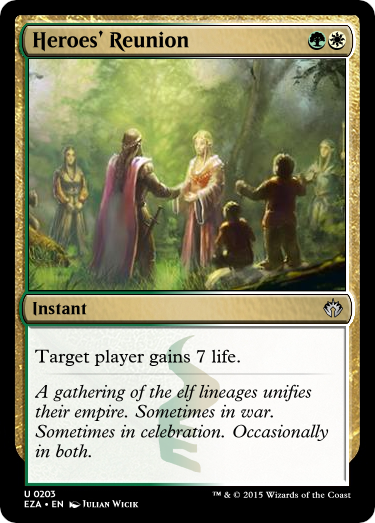 Heroes' Reunion
Instant
Target player gains 7 life.
A gathering of the elf lineages unifies
their empire. Sometimes in war.
Sometimes in celebration. Occasionally
in both.
U 0203
EZA • EN JULIAN WICIK
™ & © 2015 Wizards of the Coast